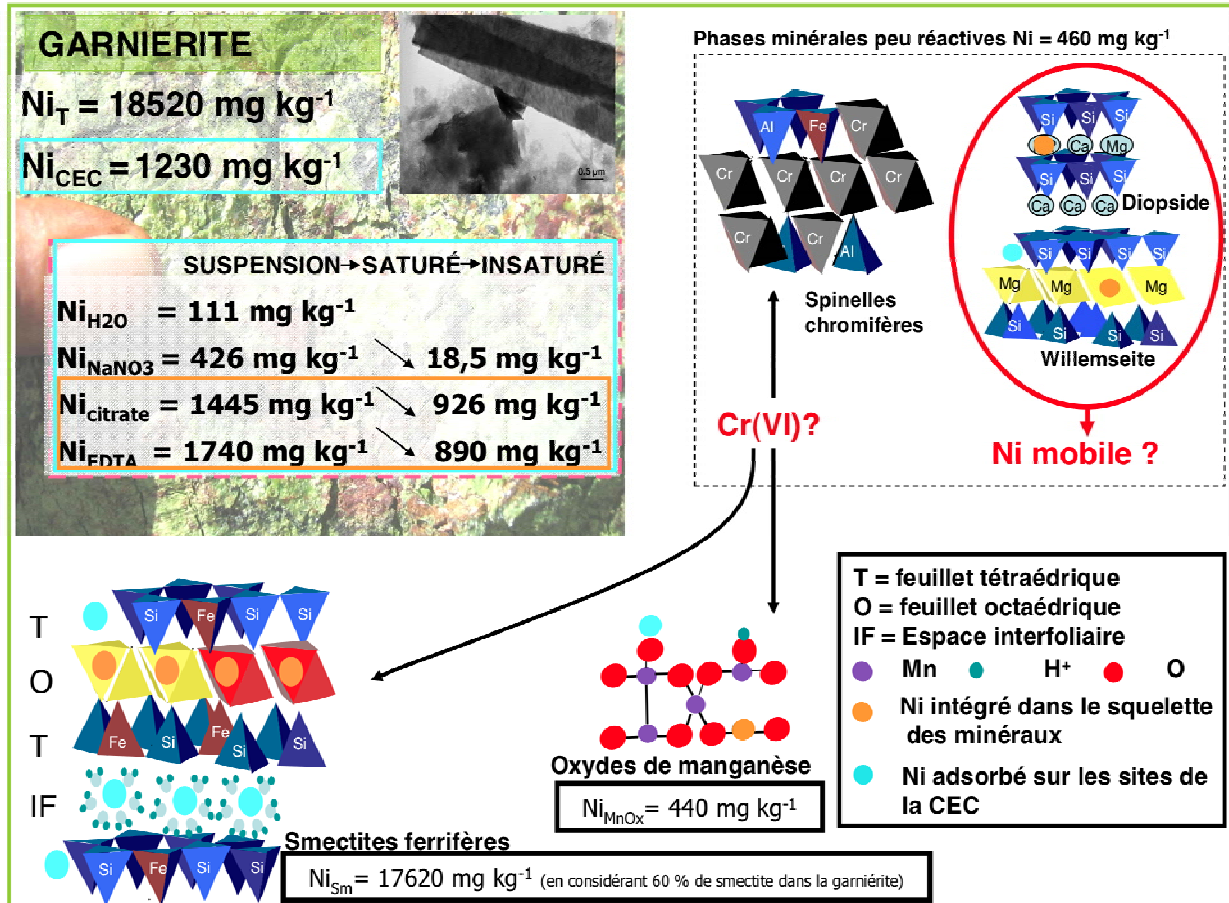 GARNIERITE
Ni_T = 18520 mg kg⁻¹
Ni_CEC = 1230 mg kg⁻¹
0.5 µm
SUSPENSION→SATURÉ→INSATURÉ
Ni_H2O = 111 mg kg⁻¹
Ni_NaNO3 = 426 mg kg⁻¹ ↘ 18,5 mg kg⁻¹
Ni_citrate = 1445 mg kg⁻¹ ↘ 926 mg kg⁻¹
Ni_EDTA = 1740 mg kg⁻¹ ↘ 890 mg kg⁻¹
Phases minérales peu réactives Ni = 460 mg kg⁻¹
Al Fe Cr
Cr Cr Cr Cr
Cr Cr Al
Spinelles
chromifères
Si Si Si
Ca Mg
Si Si Si
Ca Ca Ca Diopside
Si Si Si Si
Mg Mg Mg
Si Si Si Si
Willemseite
Cr(VI)?
Ni mobile ?
T
O
T
IF
Si Fe Si Si
Fe Si Fe Si Si
Si Fe Si Si
Smectites ferrifères
Ni_Sm= 17620 mg kg⁻¹ (en considérant 60 % de smectite dans la garniérite)
Oxydes de manganèse
Ni_MnOx= 440 mg kg⁻¹
T = feuillet tétraédrique
O = feuillet octaédrique
IF = Espace interfoliaire
Mn H⁺ O
Ni intégré dans le squelette
des minéraux
Ni adsorbé sur les sites de
la CEC